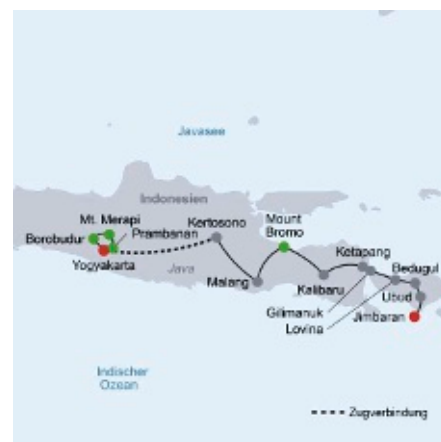 Javasee
Indonesien
Mt. Merapi
Mount
Bromo
Kertosono
Prambanan
Borobudur
Ketapang
Bedugul
Yogyakarta
Java
Malang
Kalibaru
Ubud
Gilimanuk
Lovina
Jimbaran
Indischer
Ozean
Zugverbindung